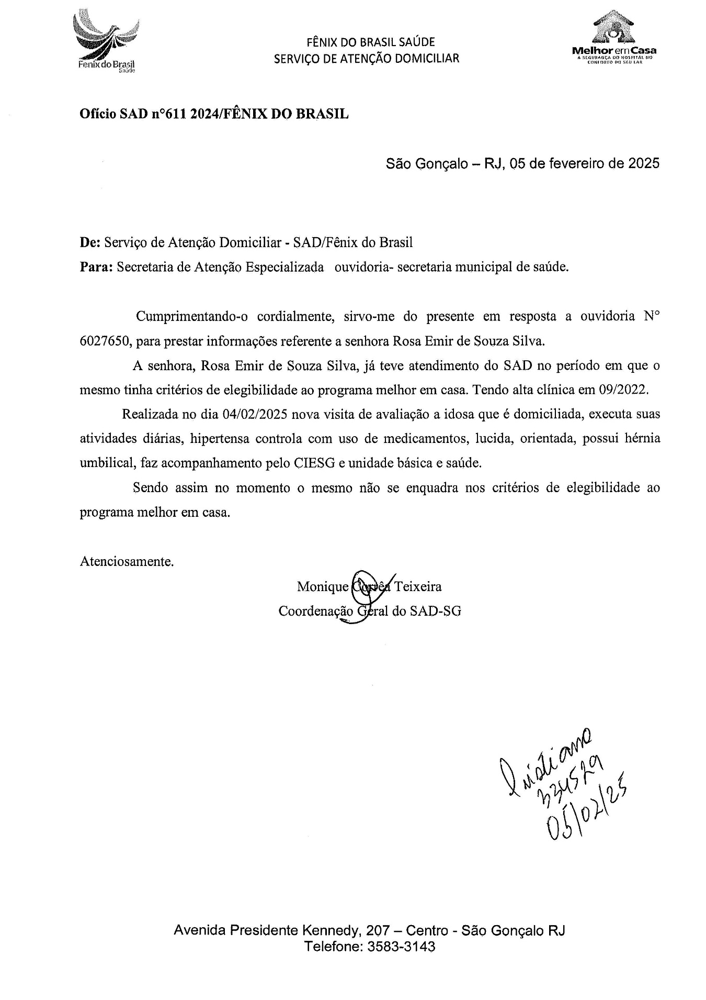 Fenix do Brasil
Saúde
FÊNIX DO BRASIL SAÚDE
SERVIÇO DE ATENÇÃO DOMICILIAR
Melhor em Casa
A SEGURANÇA DO HOSPITAL NO
CONFORTO DO SEU LAR
Ofício SAD n°611 2024/FÊNIX DO BRASIL
São Gonçalo – RJ, 05 de fevereiro de 2025
De: Serviço de Atenção Domiciliar - SAD/Fênix do Brasil
Para: Secretaria de Atenção Especializada ouvidoria- secretaria municipal de saúde.
Cumprimentando-o cordialmente, sirvo-me do presente em resposta a ouvidoria N°
6027650, para prestar informações referente a senhora Rosa Emir de Souza Silva.
A senhora, Rosa Emir de Souza Silva, já teve atendimento do SAD no período em que o
mesmo tinha critérios de elegibilidade ao programa melhor em casa. Tendo alta clínica em 09/2022.
Realizada no dia 04/02/2025 nova visita de avaliação a idosa que é domiciliada, executa suas
atividades diárias, hipertensa controla com uso de medicamentos, lucida, orientada, possui hérnia
umbilical, faz acompanhamento pelo CIESG e unidade básica e saúde.
Sendo assim no momento o mesmo não se enquadra nos critérios de elegibilidade ao
programa melhor em casa.
Atenciosamente.
Monique Corrêa Teixeira
Coordenação Geral do SAD-SG
05/02/25
Avenida Presidente Kennedy, 207 – Centro - São Gonçalo RJ
Telefone: 3583-3143